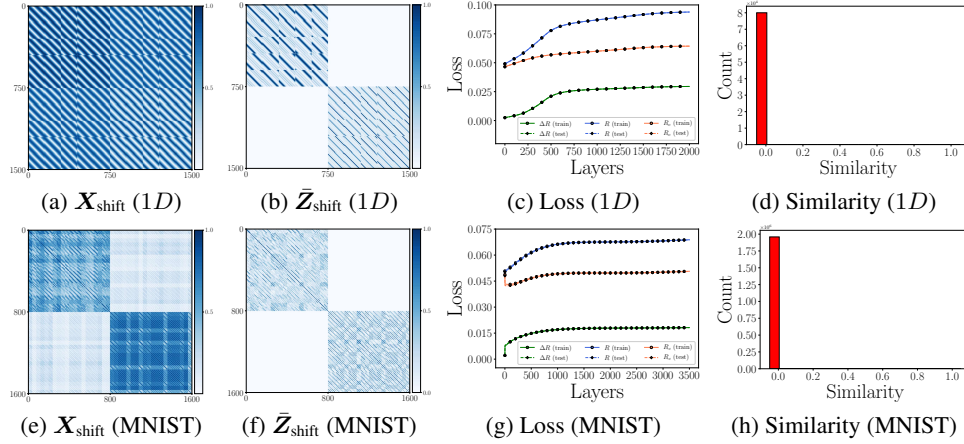 0
750
1500
0 750 1500
1.0
0.5
0.0
(a) X_shift (1D)
0
750
1500
0 750 1500
1.0
0.5
0.0
(b) Z̄_shift (1D)
Loss
0.100
0.075
0.050
0.025
0.000
ΔR (train) R (train) R_c (train)
ΔR (test) R (test) R_c (test)
0 250 500 750 1000 1250 1500 1750 2000
Layers
(c) Loss (1D)
Count
8
7
6
5
4
3
2
1
0
0.0 0.2 0.4 0.6 0.8 1.0
Similarity
(d) Similarity (1D)
0
800
1600
0 800 1600
1.0
0.5
0.0
(e) X_shift (MNIST)
0
800
1600
0 800 1600
1.0
0.5
0.0
(f) Z̄_shift (MNIST)
Loss
0.075
0.060
0.045
0.030
0.015
0.000
ΔR (train) R (train) R_c (train)
ΔR (test) R (test) R_c (test)
0 500 1000 1500 2000 2500 3000 3500
Layers
(g) Loss (MNIST)
Count
2.00
1.75
1.50
1.25
1.00
0.75
0.50
0.25
0.00
0.0 0.2 0.4 0.6 0.8 1.0
Similarity
(h) Similarity (MNIST)